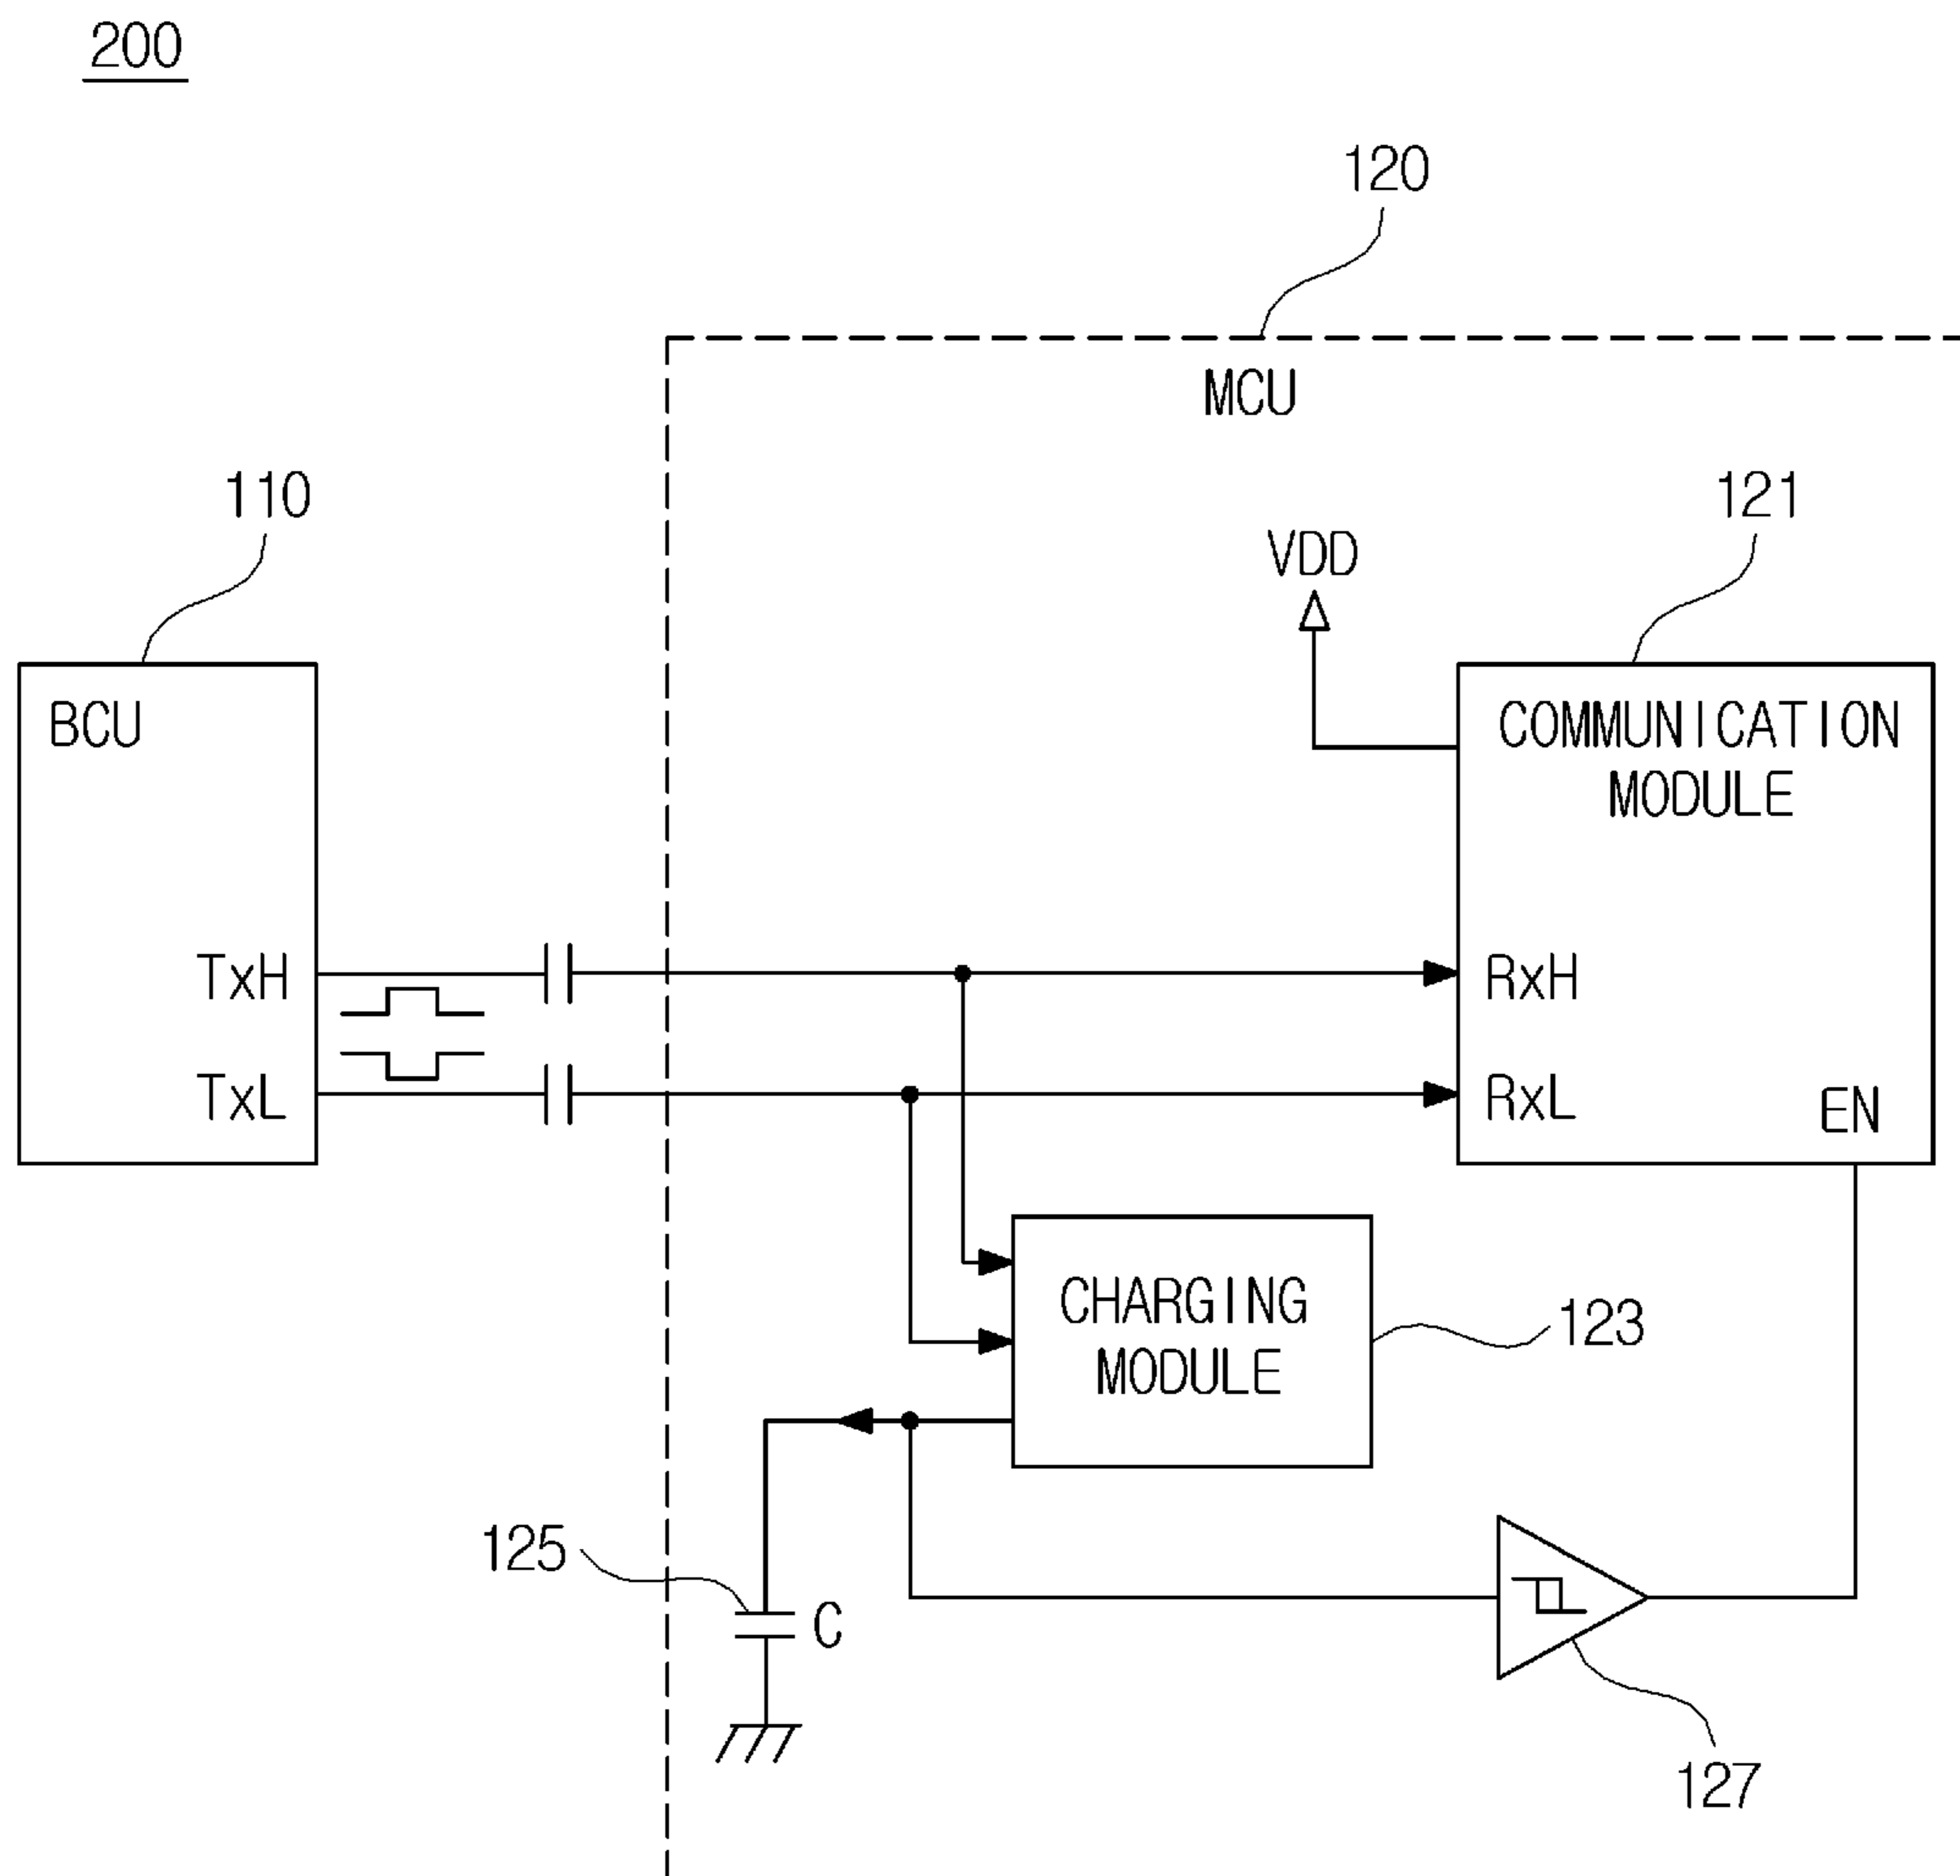 200
120
MCU
110
121
VDD
BCU
COMMUNICATION
MODULE
TxH
RxH
TxL
RxL
EN
CHARGING
MODULE
123
125
C
127